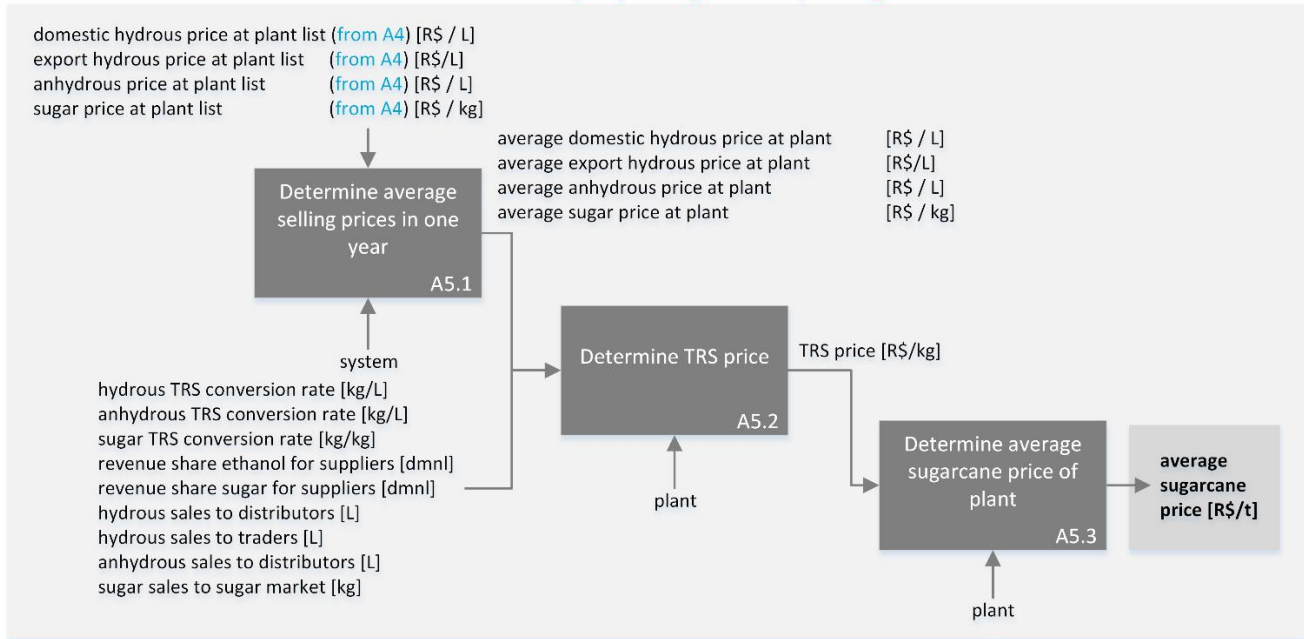 domestic hydrous price at plant list (from A4) [R$ / L]
export hydrous price at plant list (from A4) [R$/L]
anhydrous price at plant list (from A4) [R$ / L]
sugar price at plant list (from A4) [R$ / kg]
average domestic hydrous price at plant [R$ / L]
average export hydrous price at plant [R$/L]
average anhydrous price at plant [R$ / L]
average sugar price at plant [R$ / kg]
Determine average
selling prices in one
year
A5.1
system
hydrous TRS conversion rate [kg/L]
anhydrous TRS conversion rate [kg/L]
sugar TRS conversion rate [kg/kg]
revenue share ethanol for suppliers [dmnl]
revenue share sugar for suppliers [dmnl]
hydrous sales to distributors [L]
hydrous sales to traders [L]
anhydrous sales to distributors [L]
sugar sales to sugar market [kg]
Determine TRS price
A5.2
plant
TRS price [R$/kg]
Determine average
sugarcane price of
plant
A5.3
plant
average
sugarcane
price [R$/t]